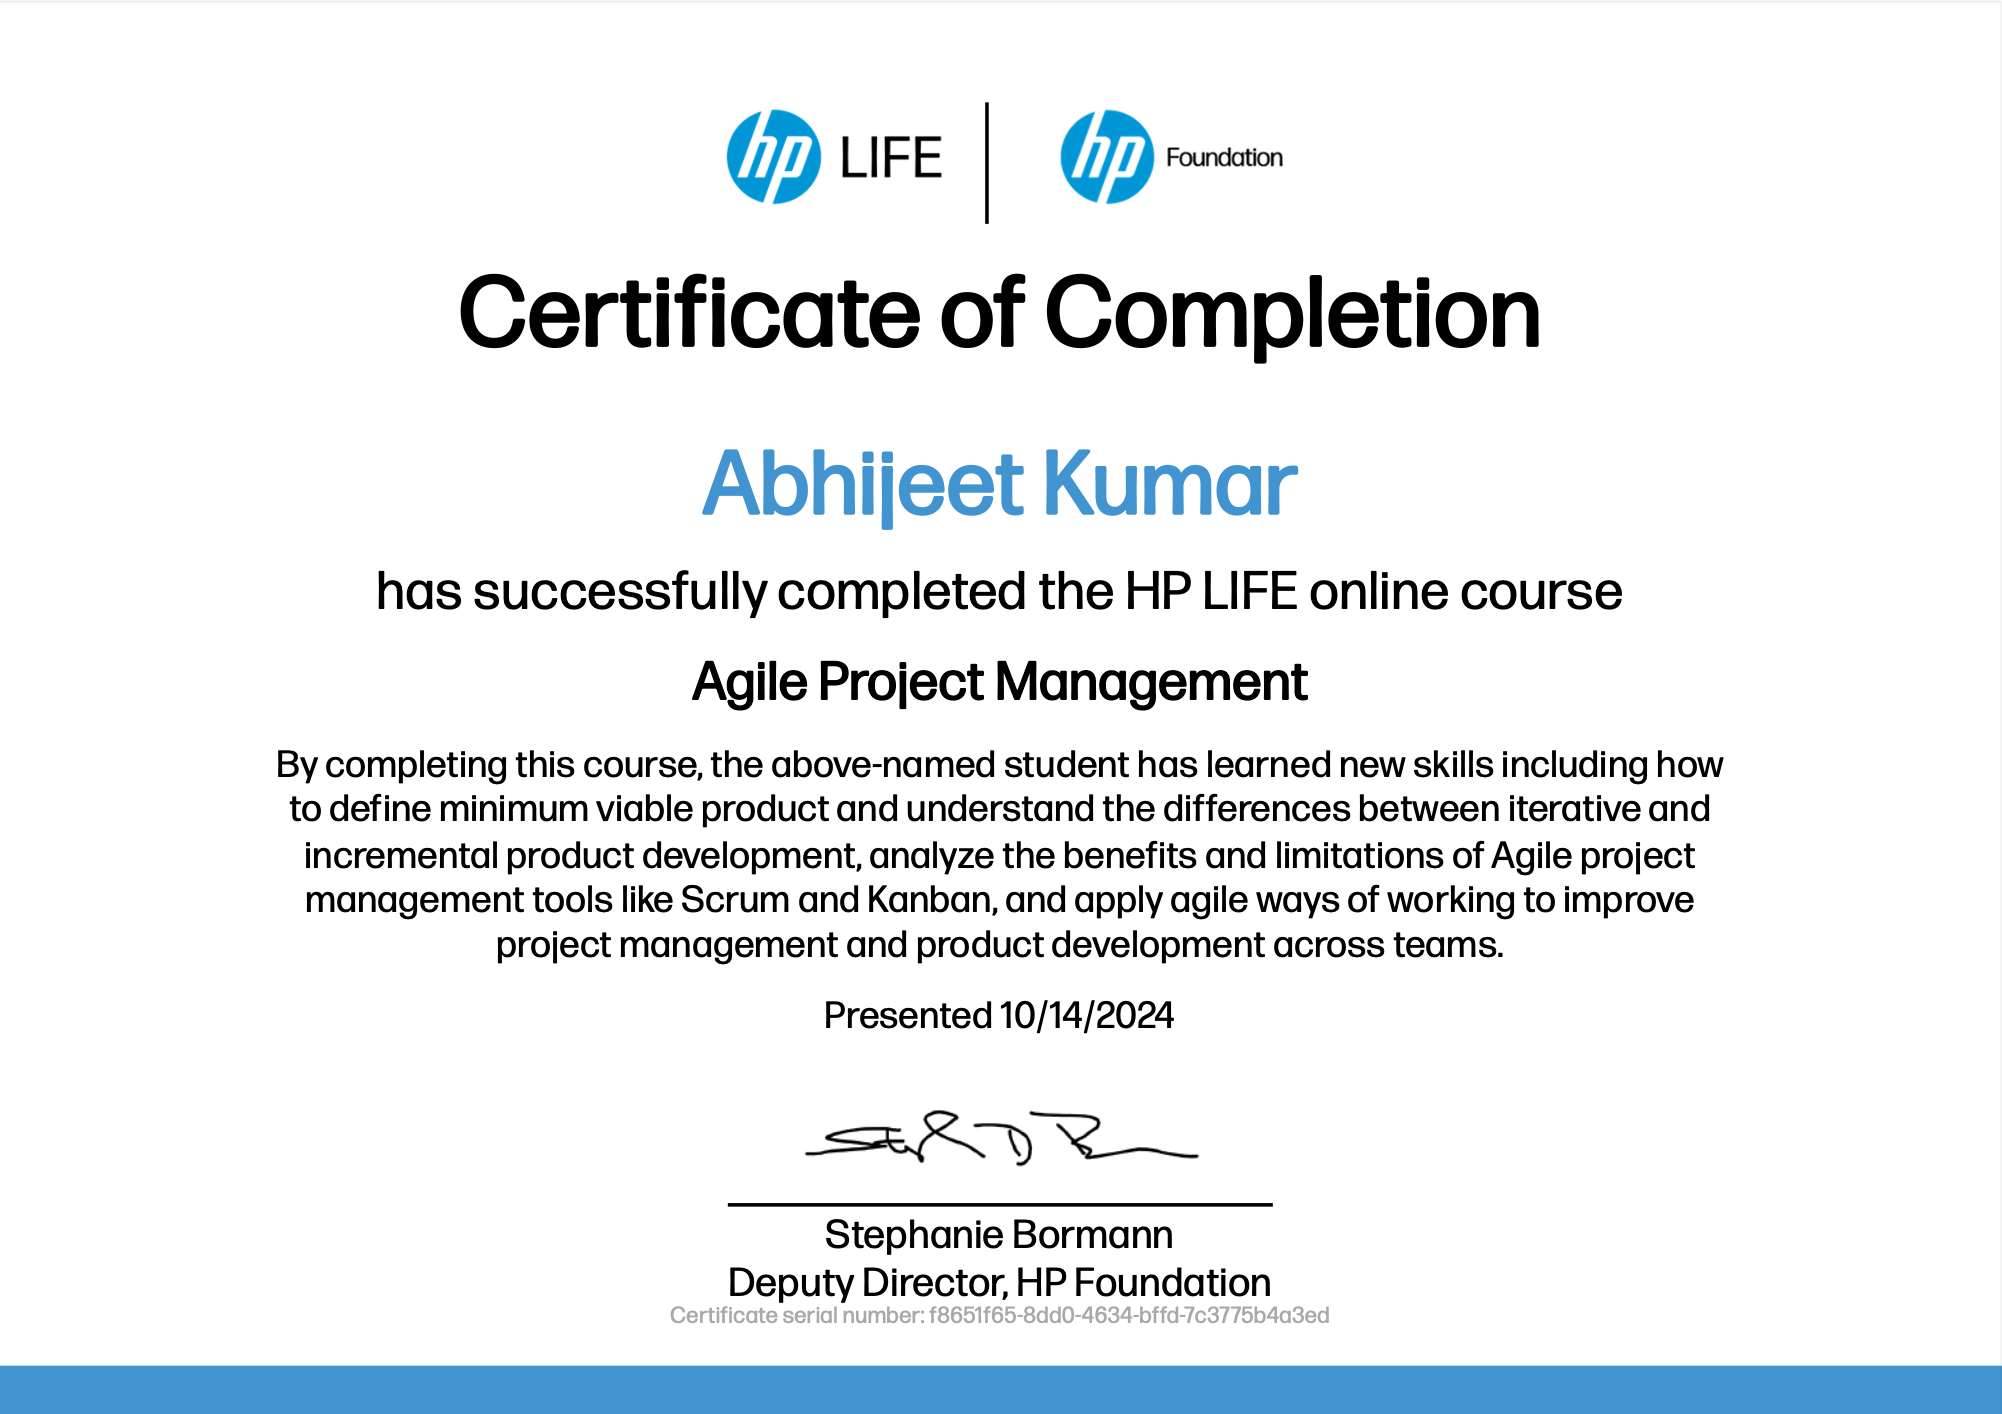 hp LIFE | hp Foundation
Certificate of Completion
Abhijeet Kumar
has successfully completed the HP LIFE online course
Agile Project Management
By completing this course, the above-named student has learned new skills including how
to define minimum viable product and understand the differences between iterative and
incremental product development, analyze the benefits and limitations of Agile project
management tools like Scrum and Kanban, and apply agile ways of working to improve
project management and product development across teams.
Presented 10/14/2024
Stephanie Bormann
Deputy Director, HP Foundation
Certificate serial number: f8651f65-8dd0-4634-bffd-7c3775b4a3ed